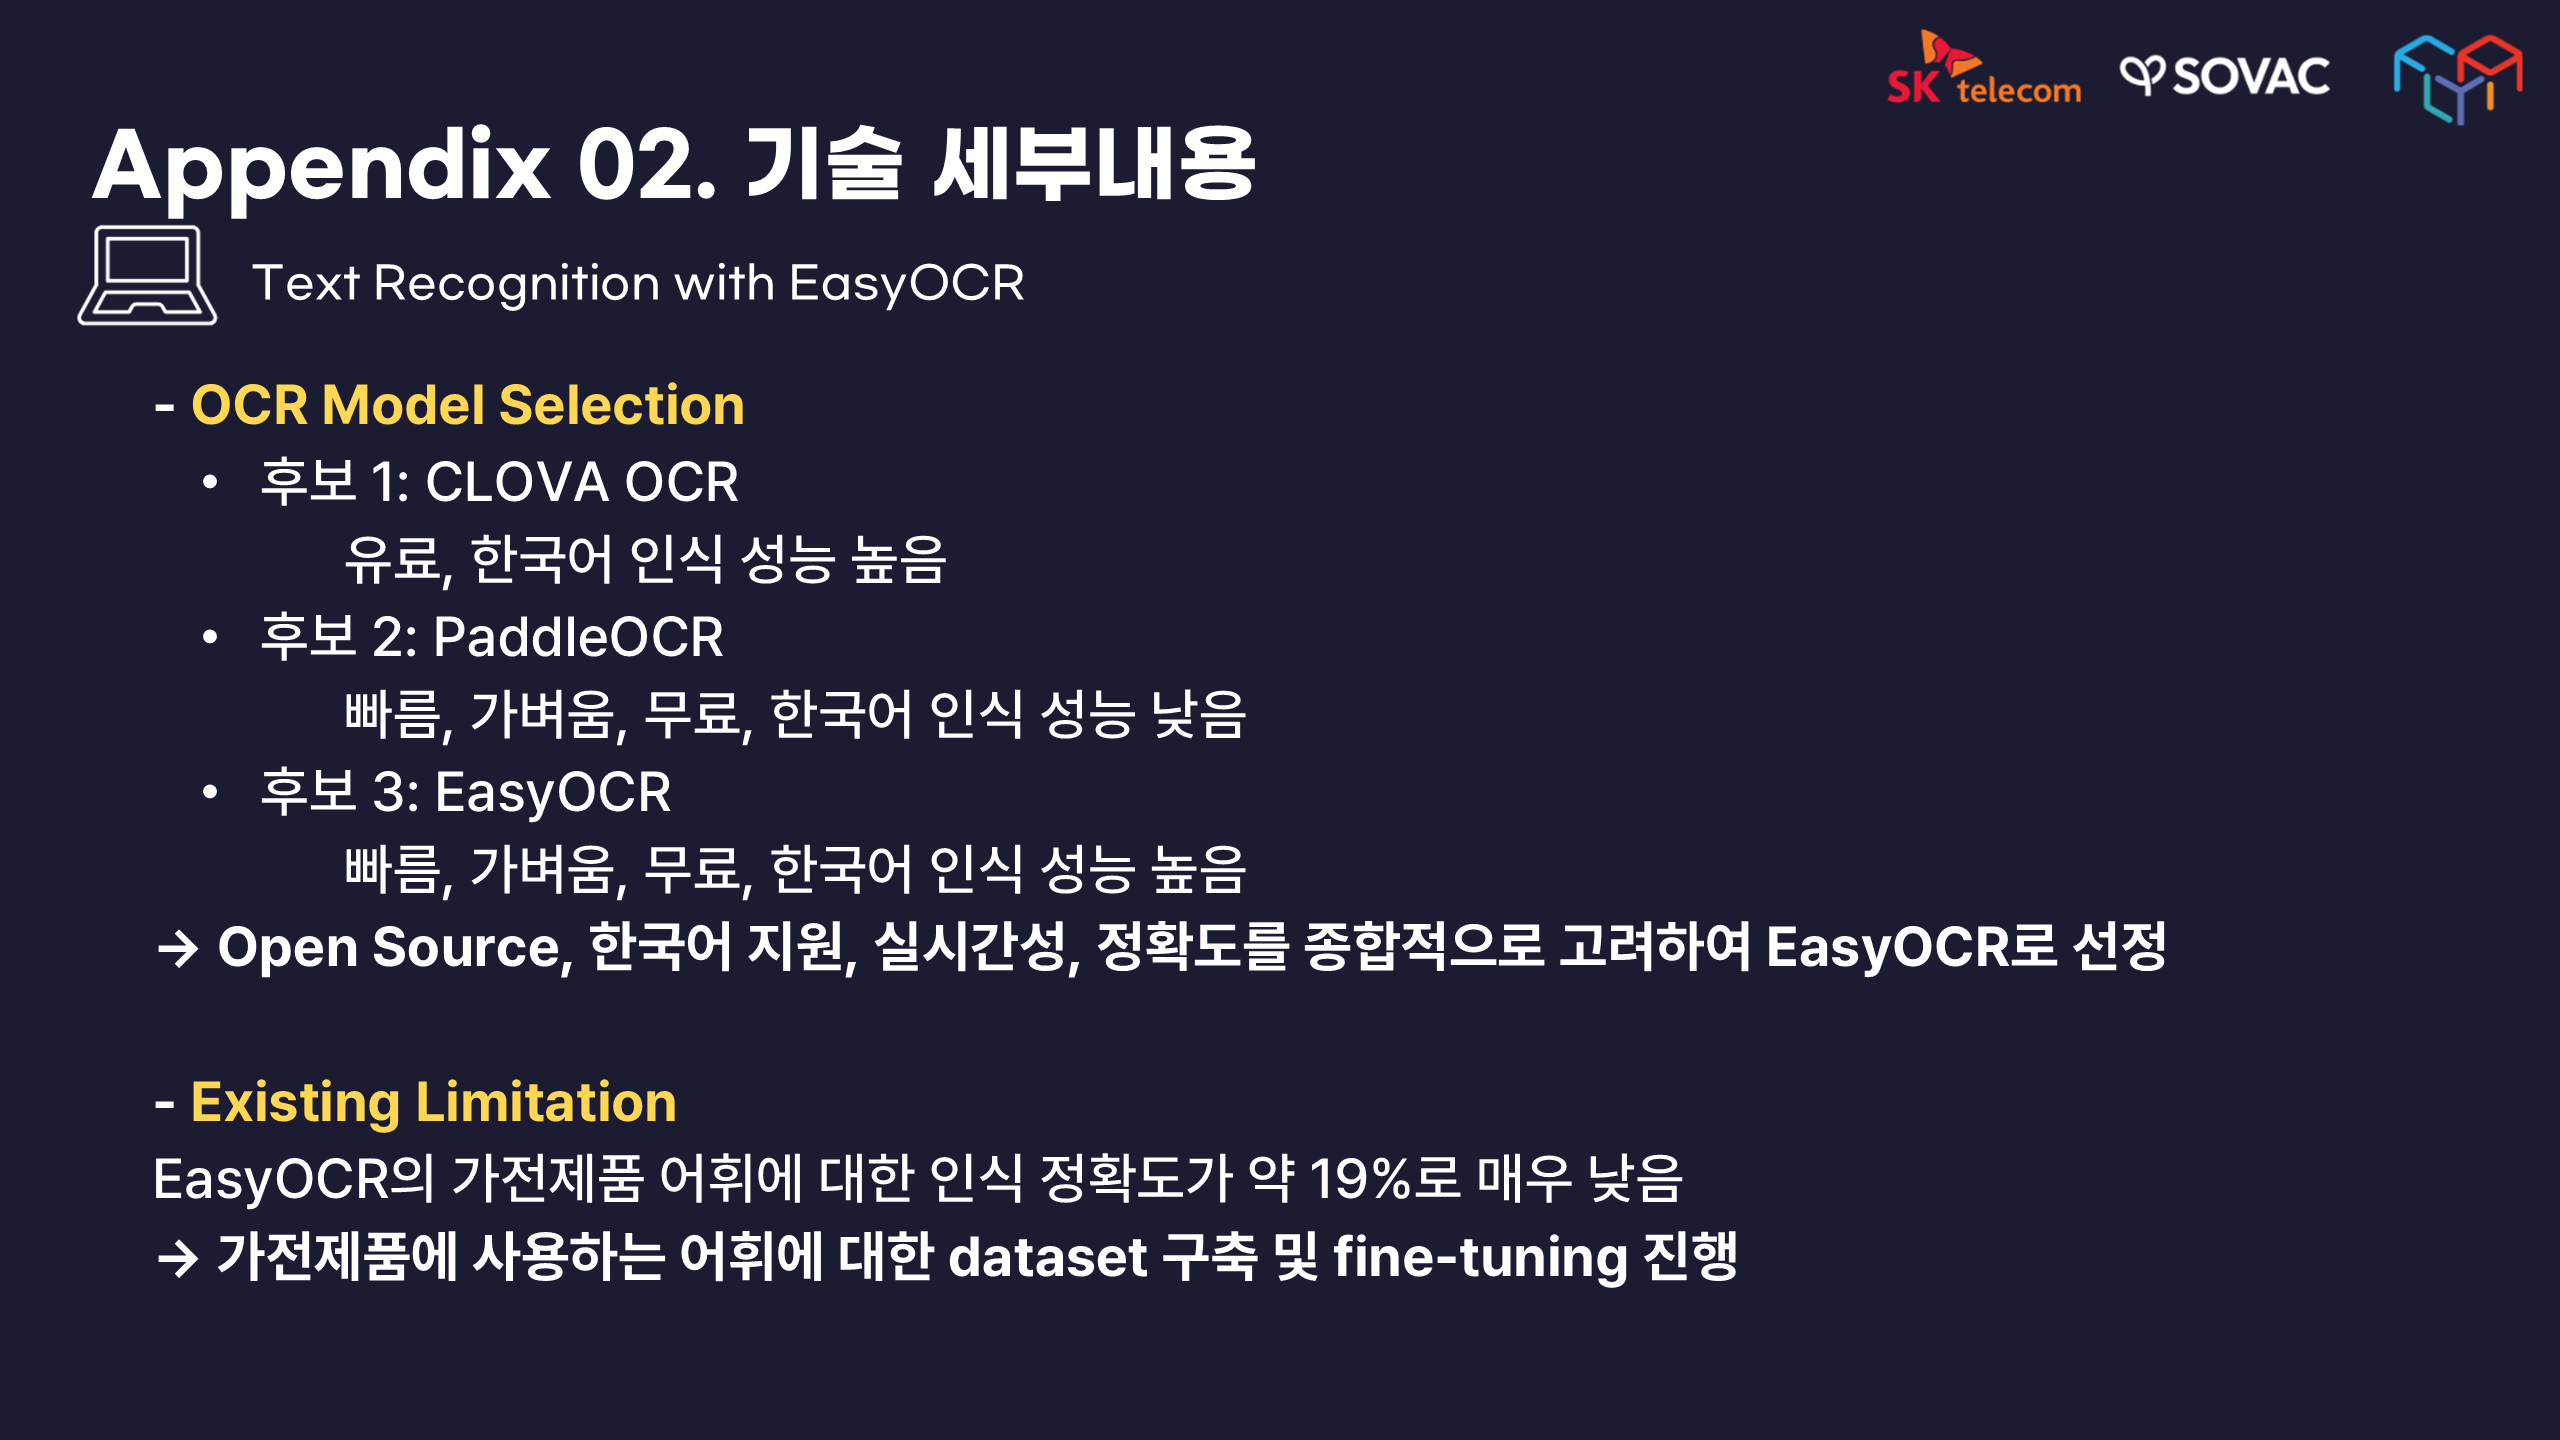 SK telecom
SOVAC
Appendix 02. 기술 세부내용
Text Recognition with EasyOCR
- OCR Model Selection
• 후보 1: CLOVA OCR
유료, 한국어 인식 성능 높음
• 후보 2: PaddleOCR
빠름, 가벼움, 무료, 한국어 인식 성능 낮음
• 후보 3: EasyOCR
빠름, 가벼움, 무료, 한국어 인식 성능 높음
→ Open Source, 한국어 지원, 실시간성, 정확도를 종합적으로 고려하여 EasyOCR로 선정
- Existing Limitation
EasyOCR의 가전제품 어휘에 대한 인식 정확도가 약 19%로 매우 낮음
→ 가전제품에 사용하는 어휘에 대한 dataset 구축 및 fine-tuning 진행